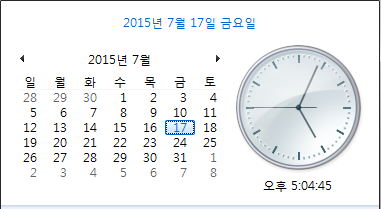 2015년 7월 17일 금요일
2015년 7월
일 월 화 수 목 금 토
28 29 30 1 2 3 4
5 6 7 8 9 10 11
12 13 14 15 16 17 18
19 20 21 22 23 24 25
26 27 28 29 30 31 1
2 3 4 5 6 7 8
오후 5:04:45